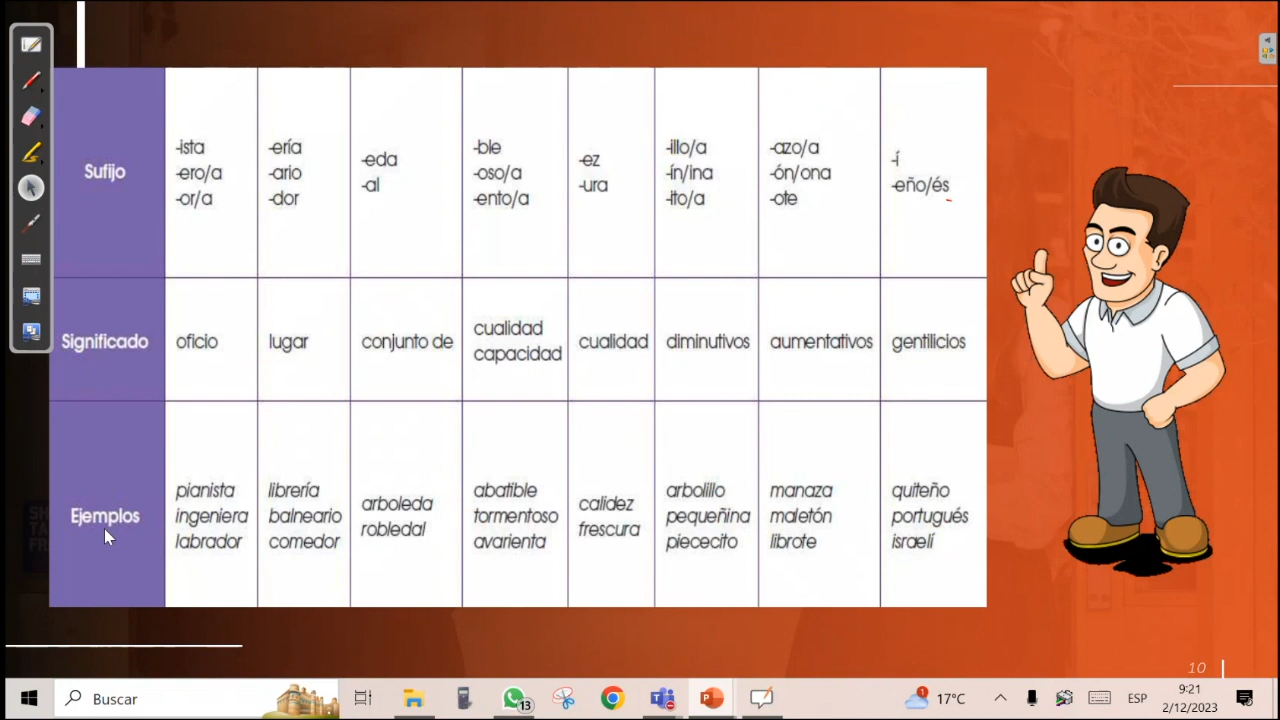 Sufijo
-ista
-ero/a
-or/a
-ería
-ario
-dor
-eda
-al
-ble
-oso/a
-ento/a
-ez
-ura
-illo/a
-ín/ina
-ito/a
-azo/a
-ón/ona
-ote
-í
-eño/és
Significado
oficio
lugar
conjunto de
cualidad
capacidad
cualidad
diminutivos
aumentativos
gentilicios
Ejemplos
pianista
ingeniera
labrador
librería
balneario
comedor
arboleda
robledal
abatible
tormentoso
avarienta
calidez
frescura
arbolillo
pequeñina
piececito
manaza
maletón
librote
quiteño
portugués
israelí
10
Buscar
13
1
17°C
ESP
9:21
2/12/2023